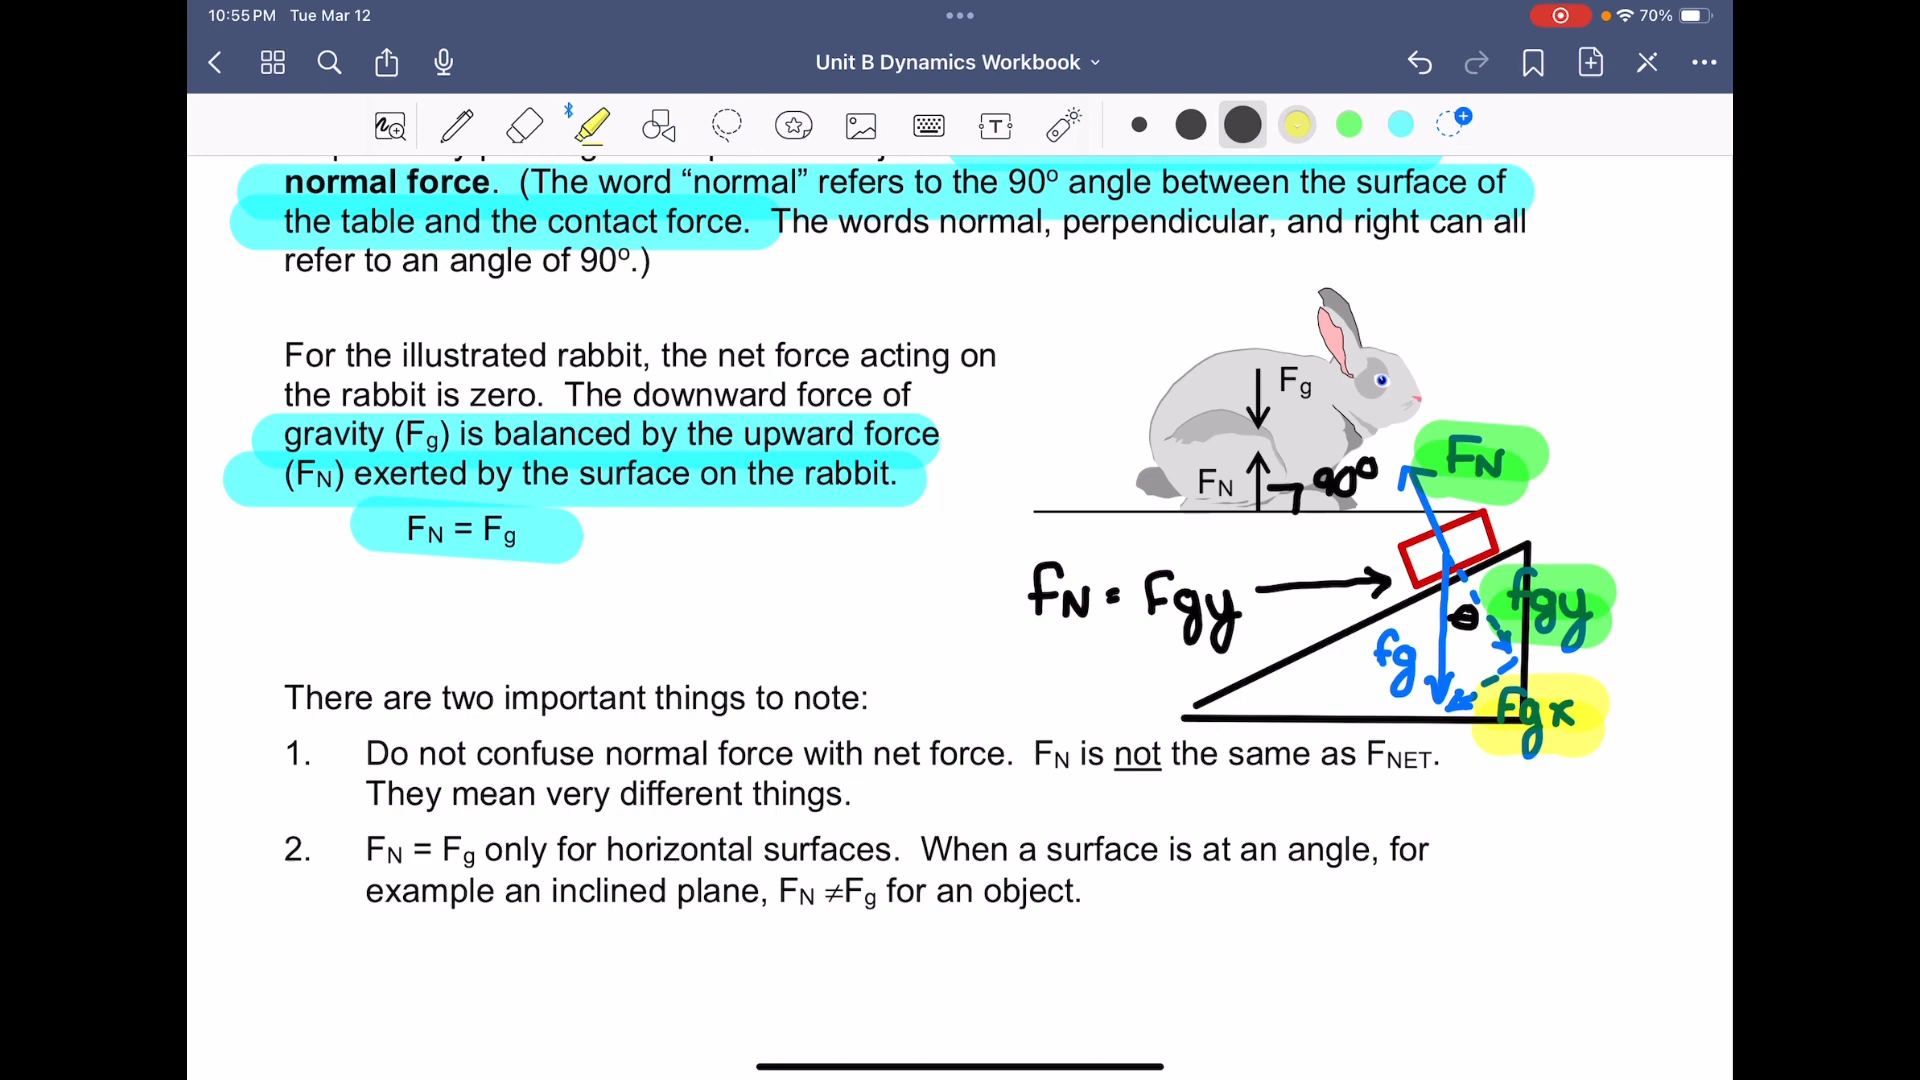 10:55 PM Tue Mar 12
70%
Unit B Dynamics Workbook
normal force. (The word “normal” refers to the 90º angle between the surface of
the table and the contact force. The words normal, perpendicular, and right can all
refer to an angle of 90º.)
For the illustrated rabbit, the net force acting on
the rabbit is zero. The downward force of
gravity (Fg) is balanced by the upward force
(FN) exerted by the surface on the rabbit.
FN = Fg
Fg
FN
90º
FN
FN = Fgy
θ
fgy
fg
Fgx
There are two important things to note:
1. Do not confuse normal force with net force. FN is not the same as FNET.
They mean very different things.
2. FN = Fg only for horizontal surfaces. When a surface is at an angle, for
example an inclined plane, FN ≠Fg for an object.